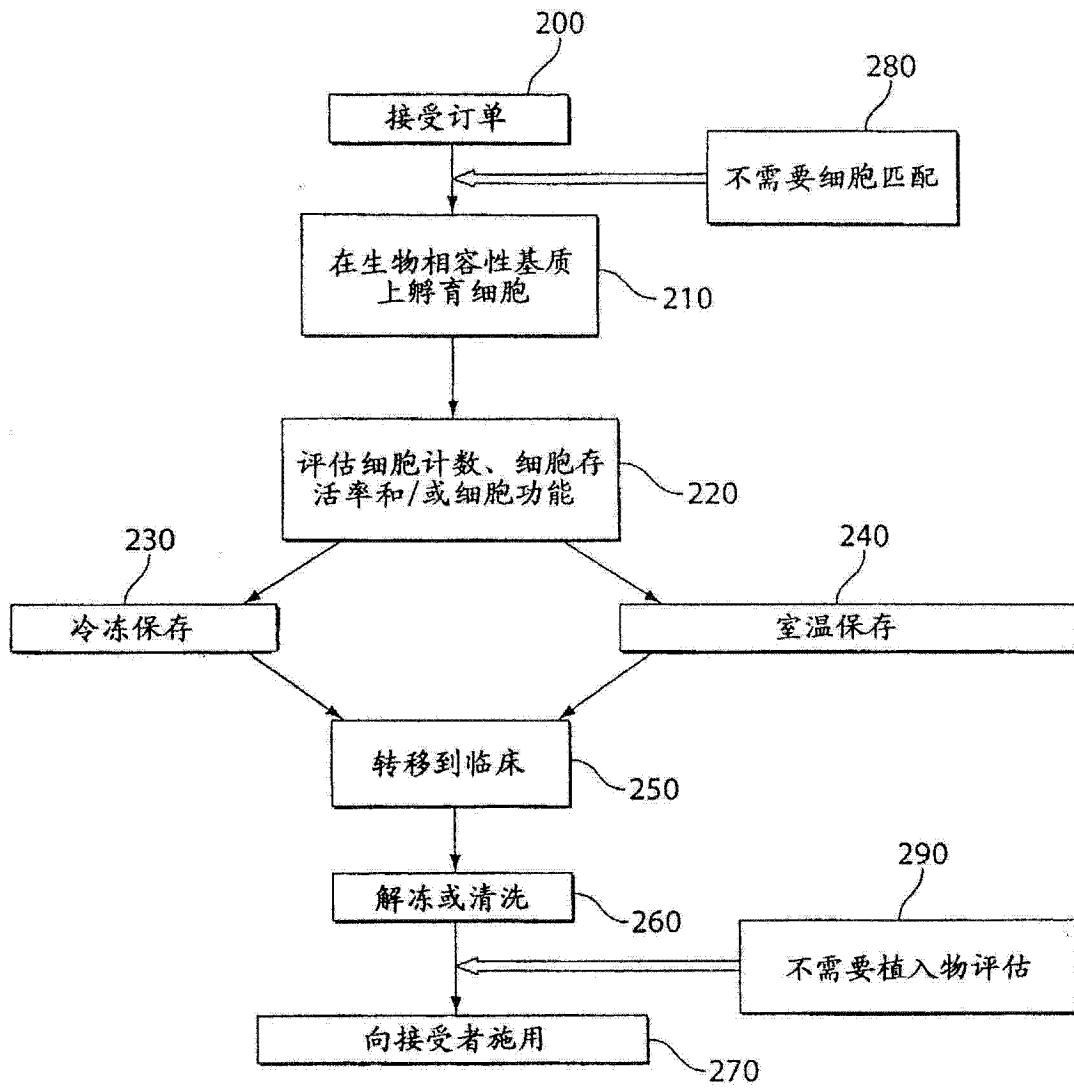 200
接受订单
280
不需要细胞匹配
在生物相容性基质
上孵育细胞
210
评估细胞计数、细胞存
活率和/或细胞功能
220
230
冷冻保存
240
室温保存
转移到临床
250
解冻或清洗
260
290
不需要植入物评估
向接受者施用
270